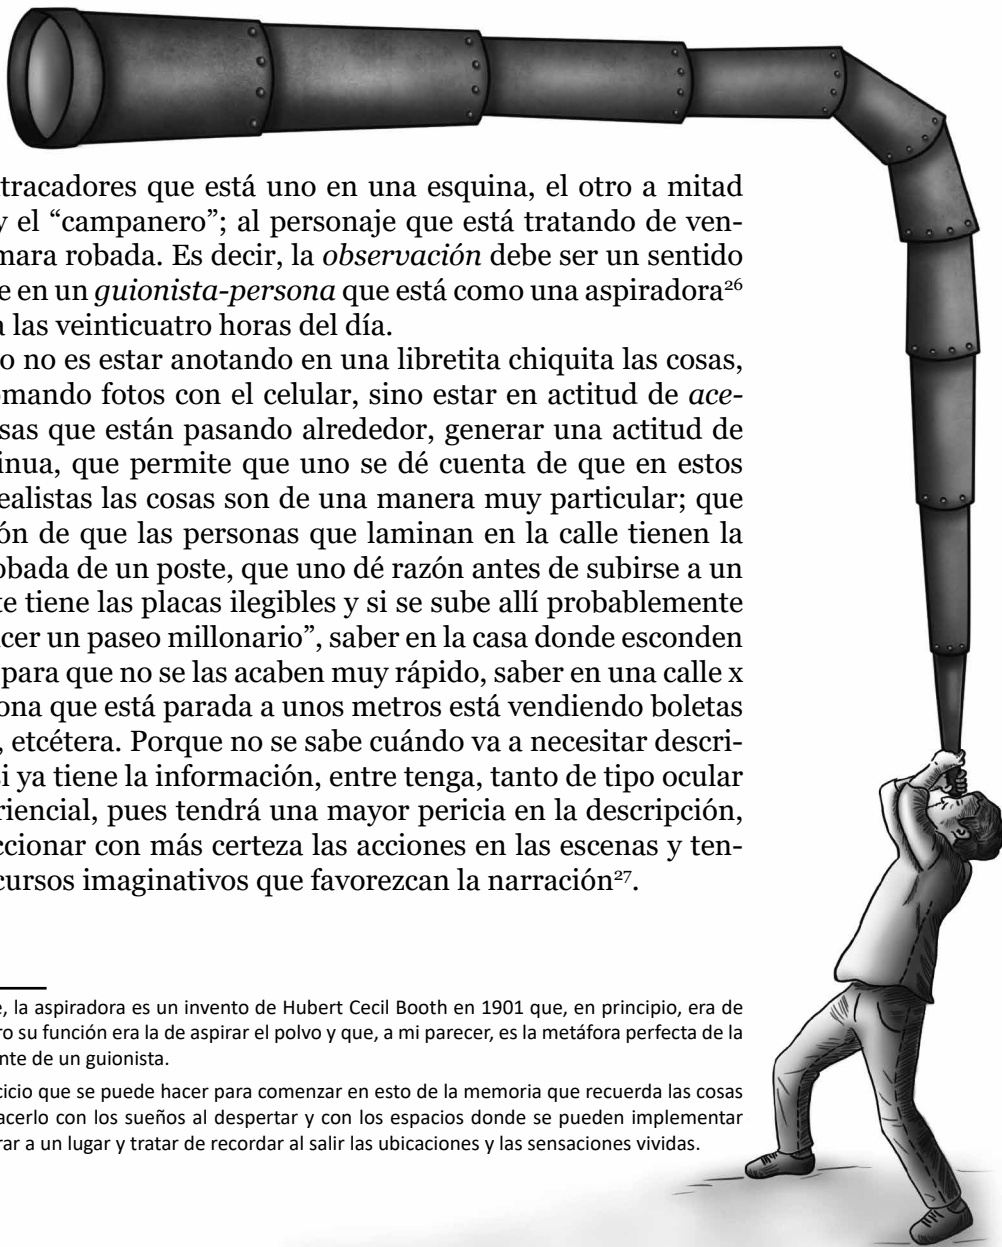 tracadores que está uno en una esquina, el otro a mitad
y el “campanero”; al personaje que está tratando de ven-
mara robada. Es decir, la observación debe ser un sentido
e en un guionista-persona que está como una aspiradora²⁶
a las veinticuatro horas del día.
o no es estar anotando en una libretita chiquita las cosas,
omando fotos con el celular, sino estar en actitud de ace-
sas que están pasando alrededor, generar una actitud de
inua, que permite que uno se dé cuenta de que en estos
ealistas las cosas son de una manera muy particular; que
ón de que las personas que laminan en la calle tienen la
obada de un poste, que uno dé razón antes de subirse a un
te tiene las placas ilegibles y si se sube allí probablemente
cer un paseo millonario”, saber en la casa donde esconden
para que no se las acaben muy rápido, saber en una calle x
ona que está parada a unos metros está vendiendo boletas
, etcétera. Porque no se sabe cuándo va a necesitar descri-
si ya tiene la información, entre tenga, tanto de tipo ocular
riencial, pues tendrá una mayor pericia en la descripción,
ccionar con más certeza las acciones en las escenas y ten-
cursos imaginativos que favorezcan la narración²⁷.
e, la aspiradora es un invento de Hubert Cecil Booth en 1901 que, en principio, era de
ro su función era la de aspirar el polvo y que, a mi parecer, es la metáfora perfecta de la
nte de un guionista.
cicio que se puede hacer para comenzar en esto de la memoria que recuerda las cosas
acerlo con los sueños al despertar y con los espacios donde se pueden implementar
rar a un lugar y tratar de recordar al salir las ubicaciones y las sensaciones vividas.